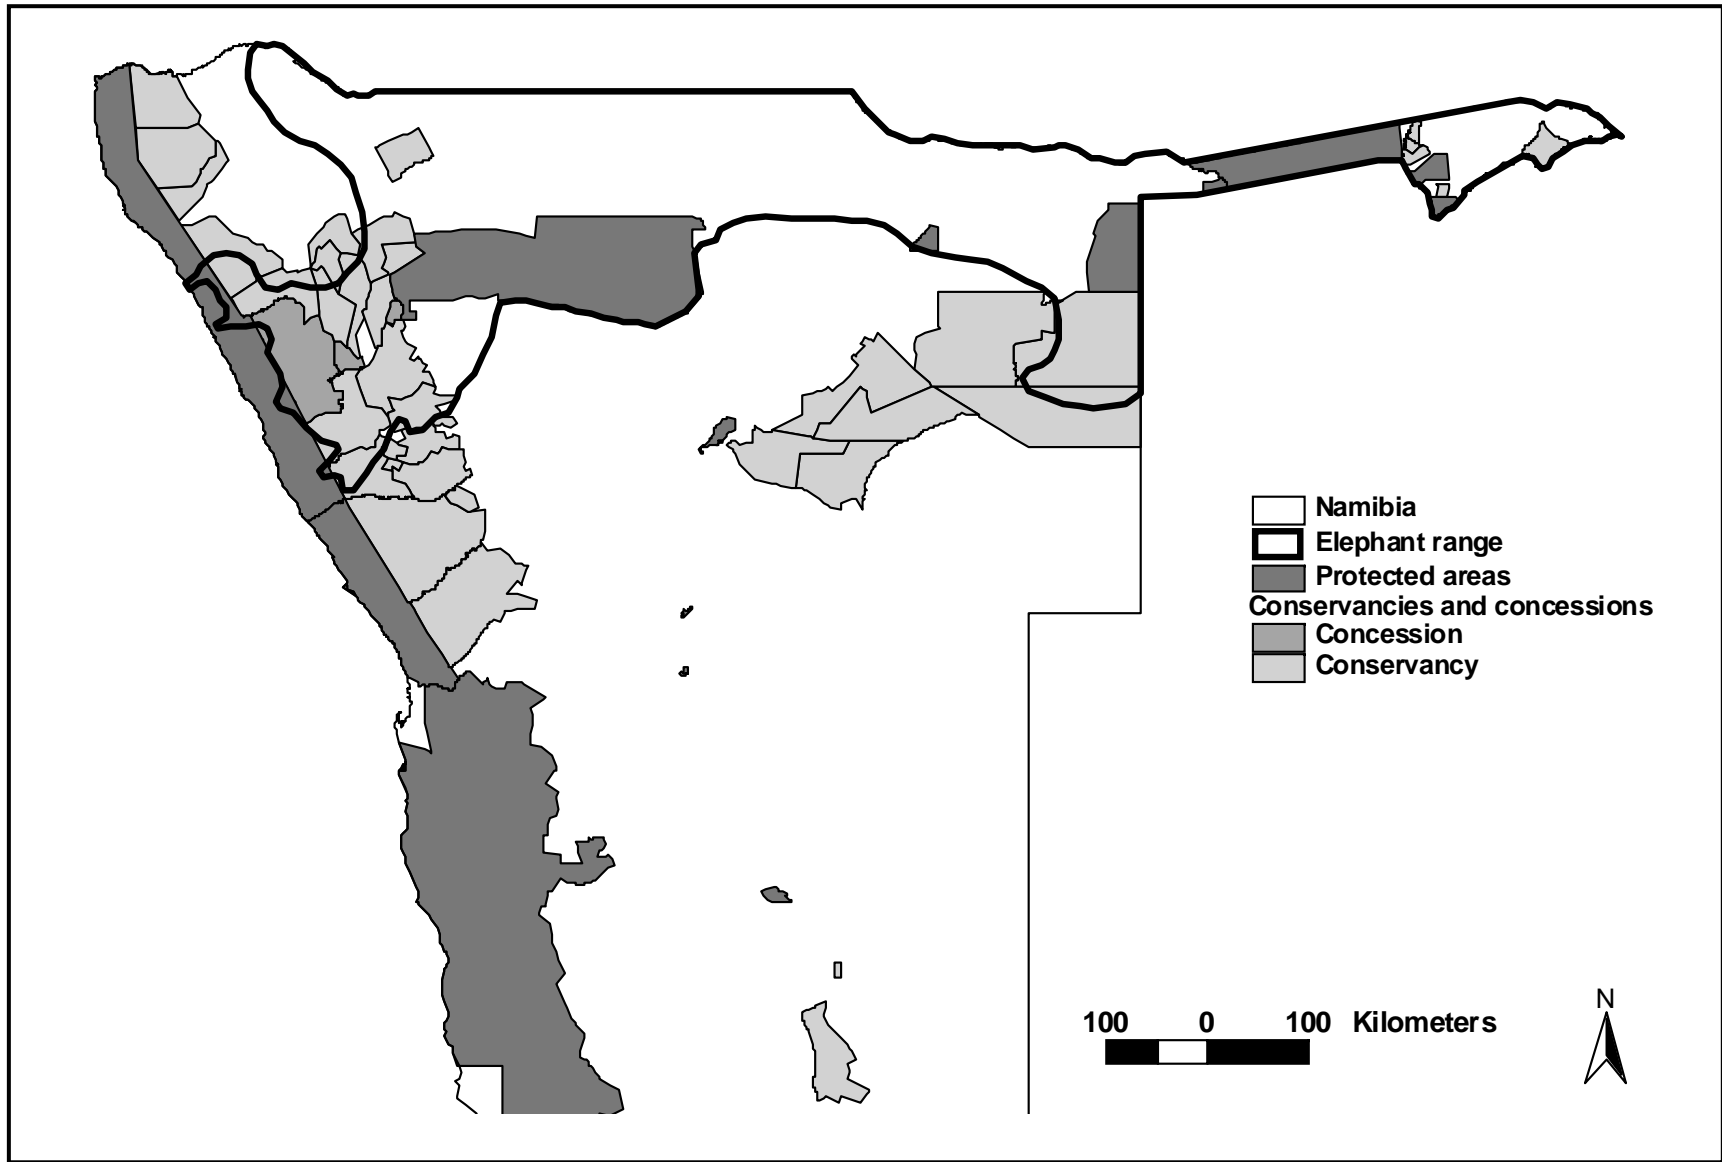 Namibia
Elephant range
Protected areas
Conservancies and concessions
Concession
Conservancy
N
100 0 100 Kilometers